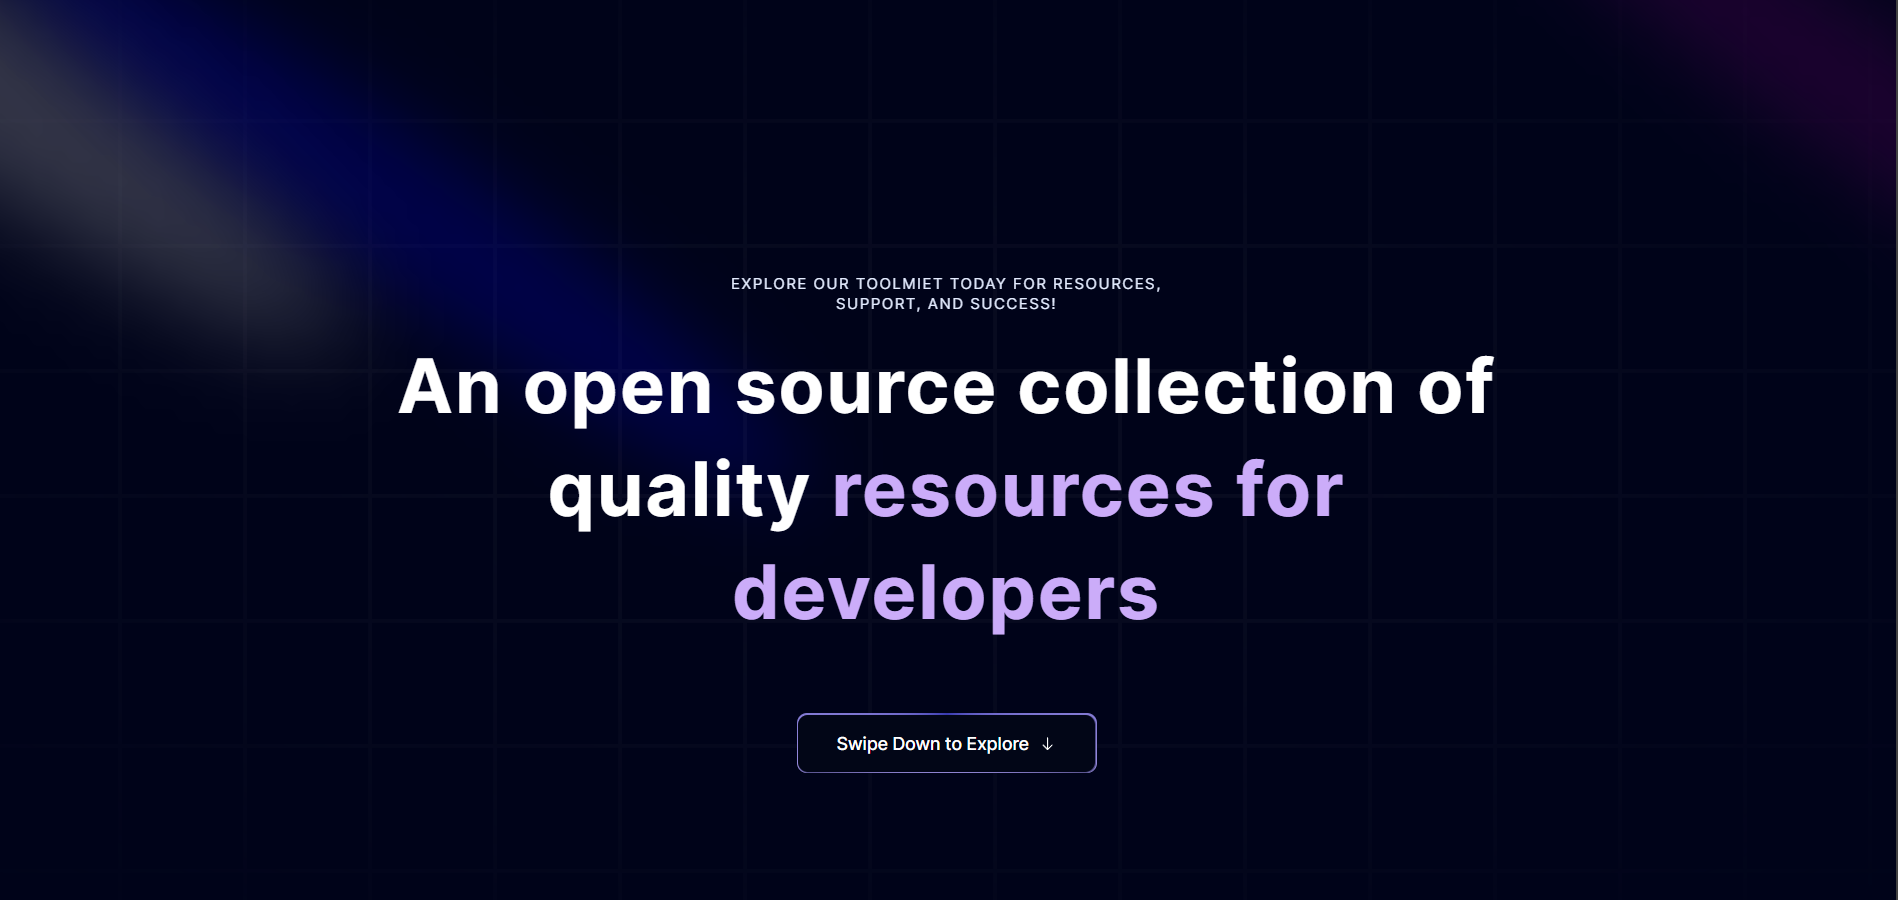 EXPLORE OUR TOOLMIET TODAY FOR RESOURCES,
SUPPORT, AND SUCCESS!
An open source collection of
quality resources for
developers
Swipe Down to Explore ↓